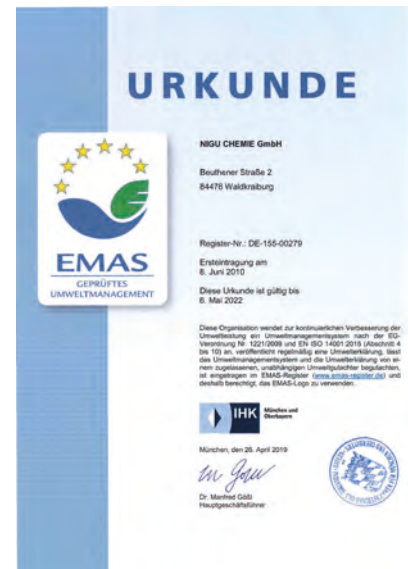 URKUNDE
NIGU CHEMIE GmbH
Beuthener Straße 2
84478 Waldkraiburg
EMAS
GEPRÜFTES
UMWELTMANAGEMENT
Register-Nr.: DE-155-00279
Ersteintragung am
8. Juni 2010
Diese Urkunde ist gültig bis
6. Mai 2022
Diese Organisation wendet zur kontinuierlichen Verbesserung der
Umweltleistung ein Umweltmanagementsystem nach der EG-
Verordnung Nr. 1221/2009 und EN ISO 14001:2015 (Abschnitt 4
bis 10) an, veröffentlicht regelmäßig eine Umwelterklärung, lässt
das Umweltmanagementsystem und die Umwelterklärung von ei-
nem zugelassenen, unabhängigen Umweltgutachter begutachten,
ist eingetragen im EMAS-Register (www.emas-register.de) und
deshalb berechtigt, das EMAS-Logo zu verwenden.
IHK München und
Oberbayern
München, den 26. April 2019
Dr. Manfred Gößl
Hauptgeschäftsführer